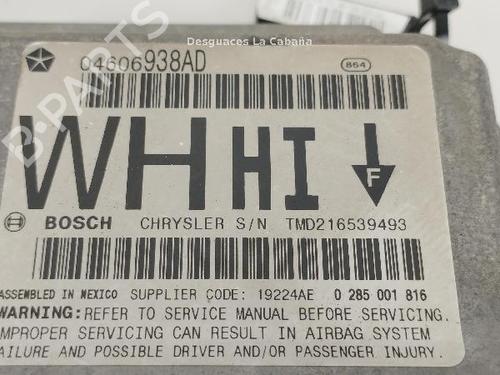 Desguaces La Cabaña
04606938AD
864
WH HI
F
B-PARTS
BOSCH CHRYSLER S/N TMD216539493
ASSEMBLED IN MEXICO SUPPLIER CODE: 19224AE 0 285 001 816
WARNING: REFER TO SERVICE MANUAL BEFORE SERVICING.
IMPROPER SERVICING CAN RESULT IN AIRBAG SYSTEM
FAILURE AND POSSIBLE DRIVER AND/OR PASSENGER INJURY.